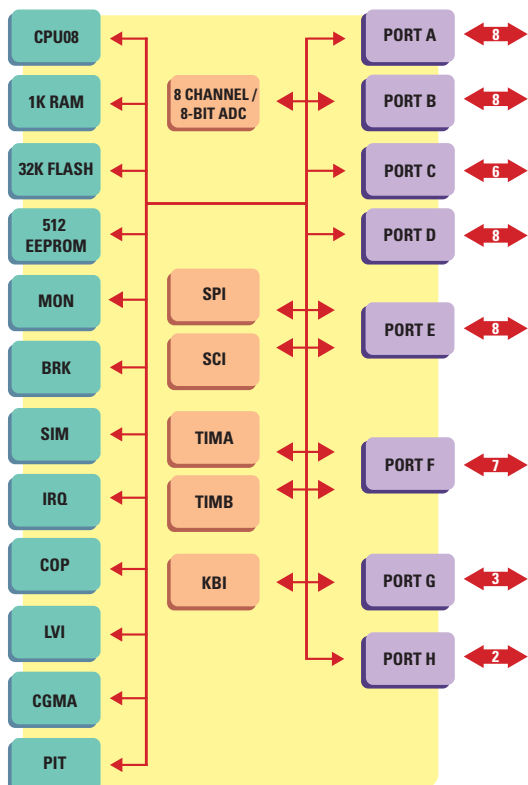 CPU08
1K RAM
32K FLASH
512
EEPROM
MON
BRK
SIM
IRQ
COP
LVI
CGMA
PIT
8 CHANNEL /
8-BIT ADC
SPI
SCI
TIMA
TIMB
KBI
PORT A
8
PORT B
8
PORT C
6
PORT D
8
PORT E
8
PORT F
7
PORT G
3
PORT H
2